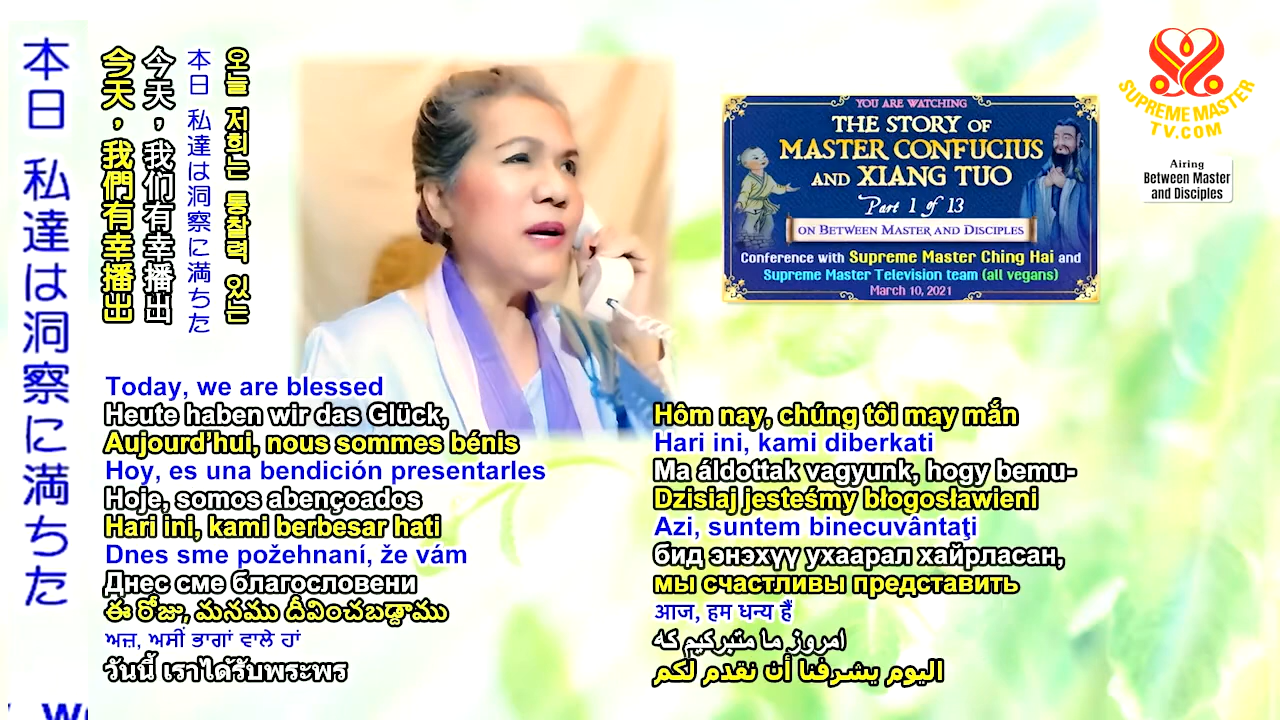 本日 私達は洞察に満ちた
今天，我們有幸播出
今天，我们有幸播出
本日 私達は洞察に満ちた
오늘 저희는 통찰력 있는
YOU ARE WATCHING
THE STORY OF
MASTER CONFUCIUS
AND XIANG TUO
Part 1 of 13
ON BETWEEN MASTER AND DISCIPLES
Conference with Supreme Master Ching Hai and
Supreme Master Television team (all vegans)
March 10, 2021
SUPREME MASTER
TV.COM
Airing
Between Master
and Disciples
Today, we are blessed
Heute haben wir das Glück,
Aujourd’hui, nous sommes bénis
Hoy, es una bendición presentarles
Hoje, somos abençoados
Hari ini, kami berbesar hati
Dnes sme požehnaní, že vám
Днес сме благословени
ఈ రోజు, మనము దీవించబడ్డాము
ਅਜ਼, ਅਸੀਂ ਭਾਗਾਂ ਵਾਲੇ ਹਾਂ
วันนี้ เราได้รับพระพร
Hôm nay, chúng tôi may mắn
Hari ini, kami diberkati
Ma áldottak vagyunk, hogy bemu-
Dzisiaj jesteśmy błogosławieni
Azi, suntem binecuvântaţi
бид энэхүү ухаарал хайрласан,
мы счастливы представить
आज, हम धन्य हैं
امروز ما متبرکیم که
اليوم يشرفنا أن نقدم لكم